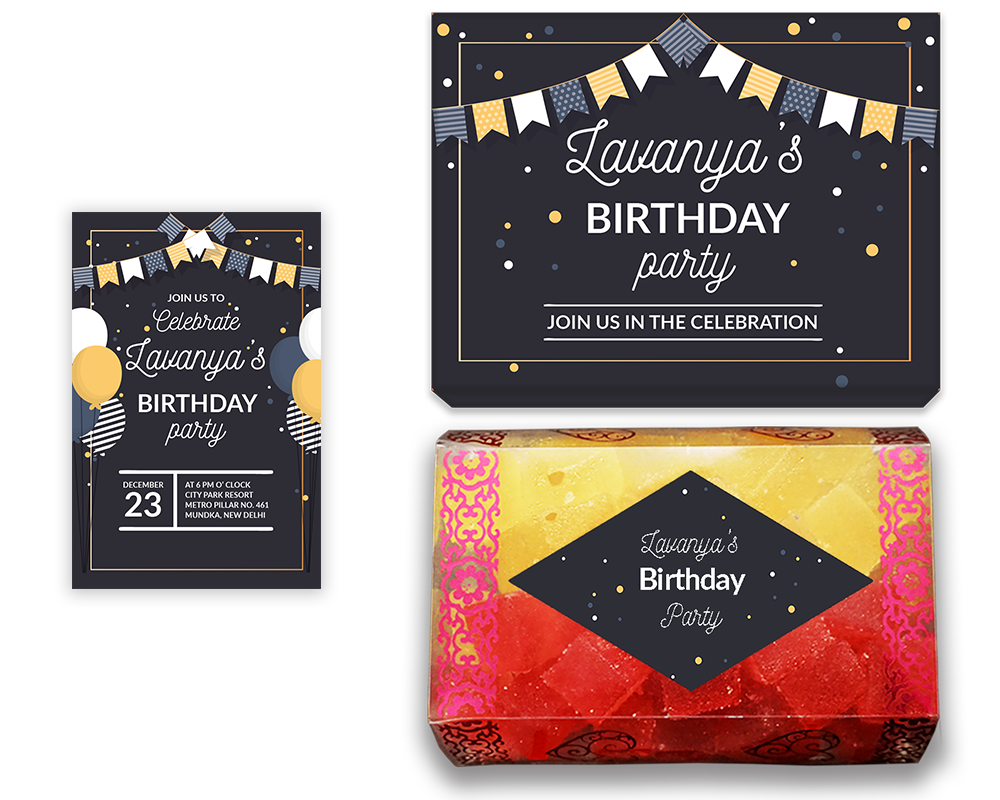 JOIN US TO
Celebrate
Lavanya's
BIRTHDAY
party
DECEMBER
23
AT 6 PM O' CLOCK
CITY PARK RESORT
METRO PILLAR NO. 461
MUNDKA, NEW DELHI
Lavanya's
BIRTHDAY
party
JOIN US IN THE CELEBRATION
Lavanya's
Birthday
Party